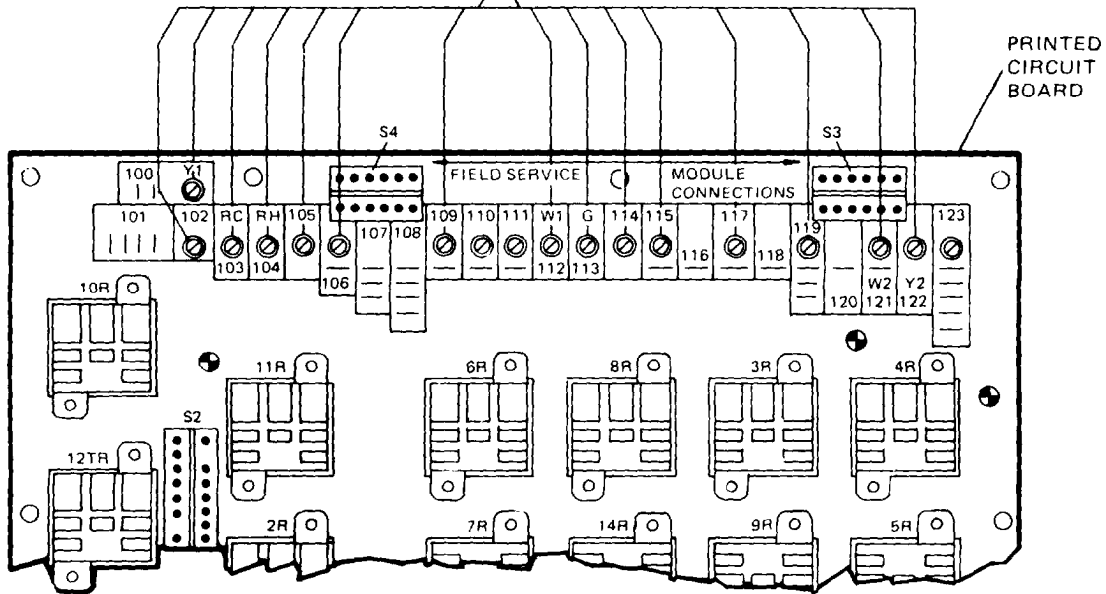 PRINTED
CIRCUIT
BOARD
S4
S3
FIELD SERVICE
MODULE
CONNECTIONS
100
Y1
101
102
RC
RH
105
107
108
109
110
111
W1
G
114
115
117
119
123
103
104
106
112
113
116
118
120
W2
121
Y2
122
10R
11R
6R
8R
3R
4R
S2
12TR
2R
7R
14R
9R
5R